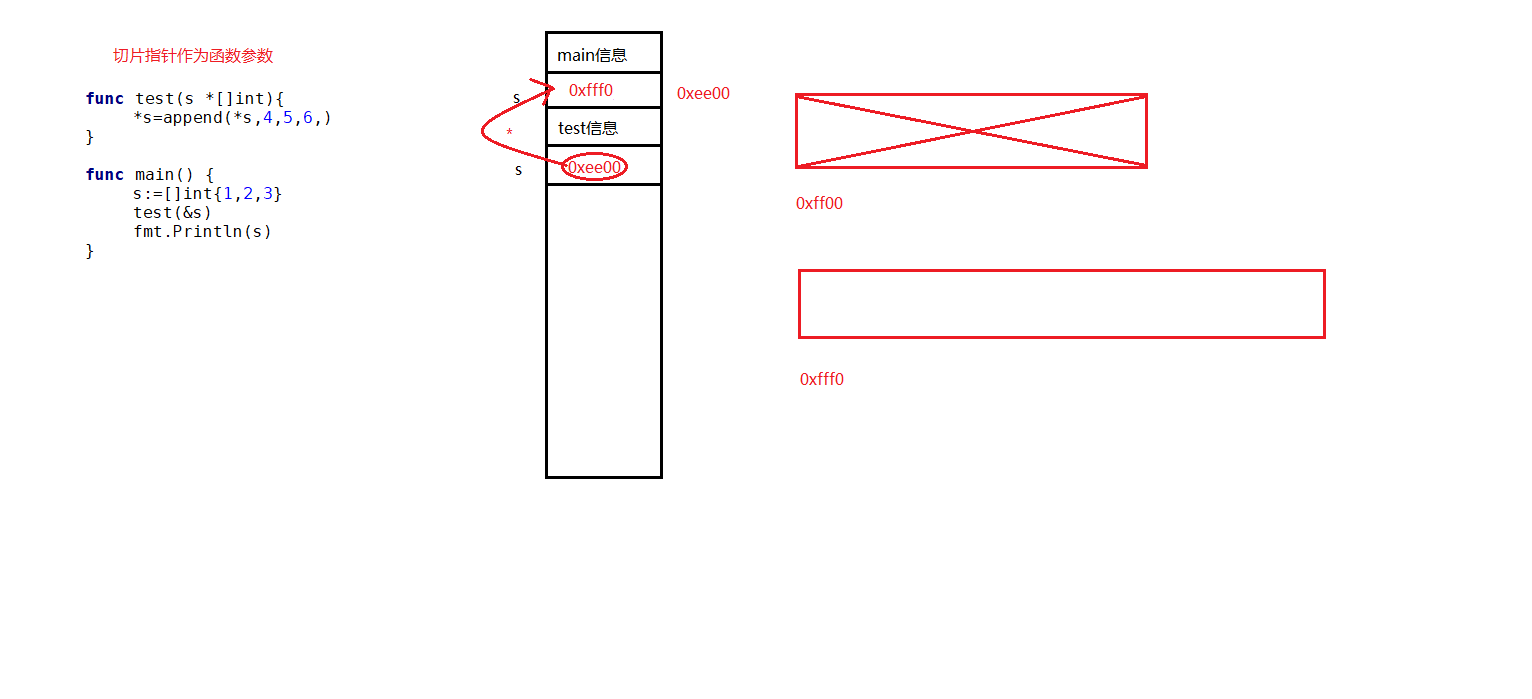 切片指针作为函数参数
func test(s *[]int){
*s=append(*s,4,5,6,)
}
func main() {
s:=[]int{1,2,3}
test(&s)
fmt.Println(s)
}
main信息
s
0xfff0
0xee00
*
test信息
s
0xee00
0xff00
0xfff0